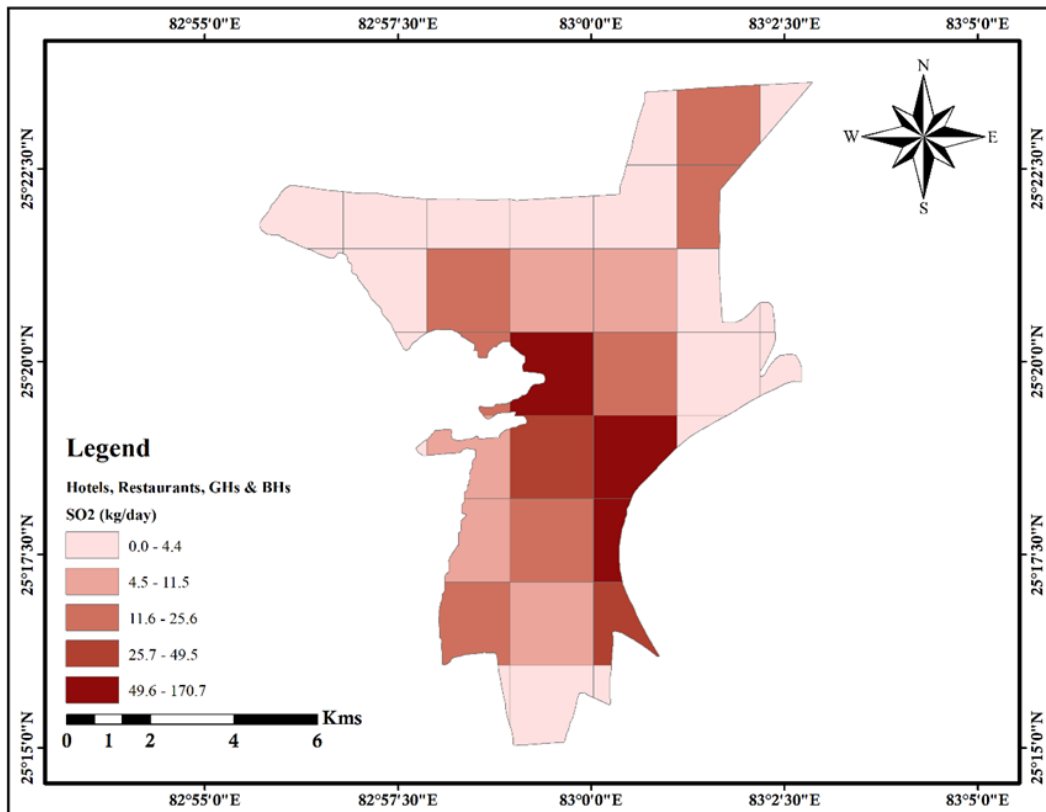 82°55'0"E 82°57'30"E 83°0'0"E 83°2'30"E 83°5'0"E
N
W E
S
25°22'30"N 25°22'30"N
25°20'0"N 25°20'0"N
25°17'30"N 25°17'30"N
25°15'0"N 25°15'0"N
Legend
Hotels, Restaurants, GHs & BHs
SO2 (kg/day)
0.0 - 4.4
4.5 - 11.5
11.6 - 25.6
25.7 - 49.5
49.6 - 170.7
Kms
0 1 2 4 6
82°55'0"E 82°57'30"E 83°0'0"E 83°2'30"E 83°5'0"E